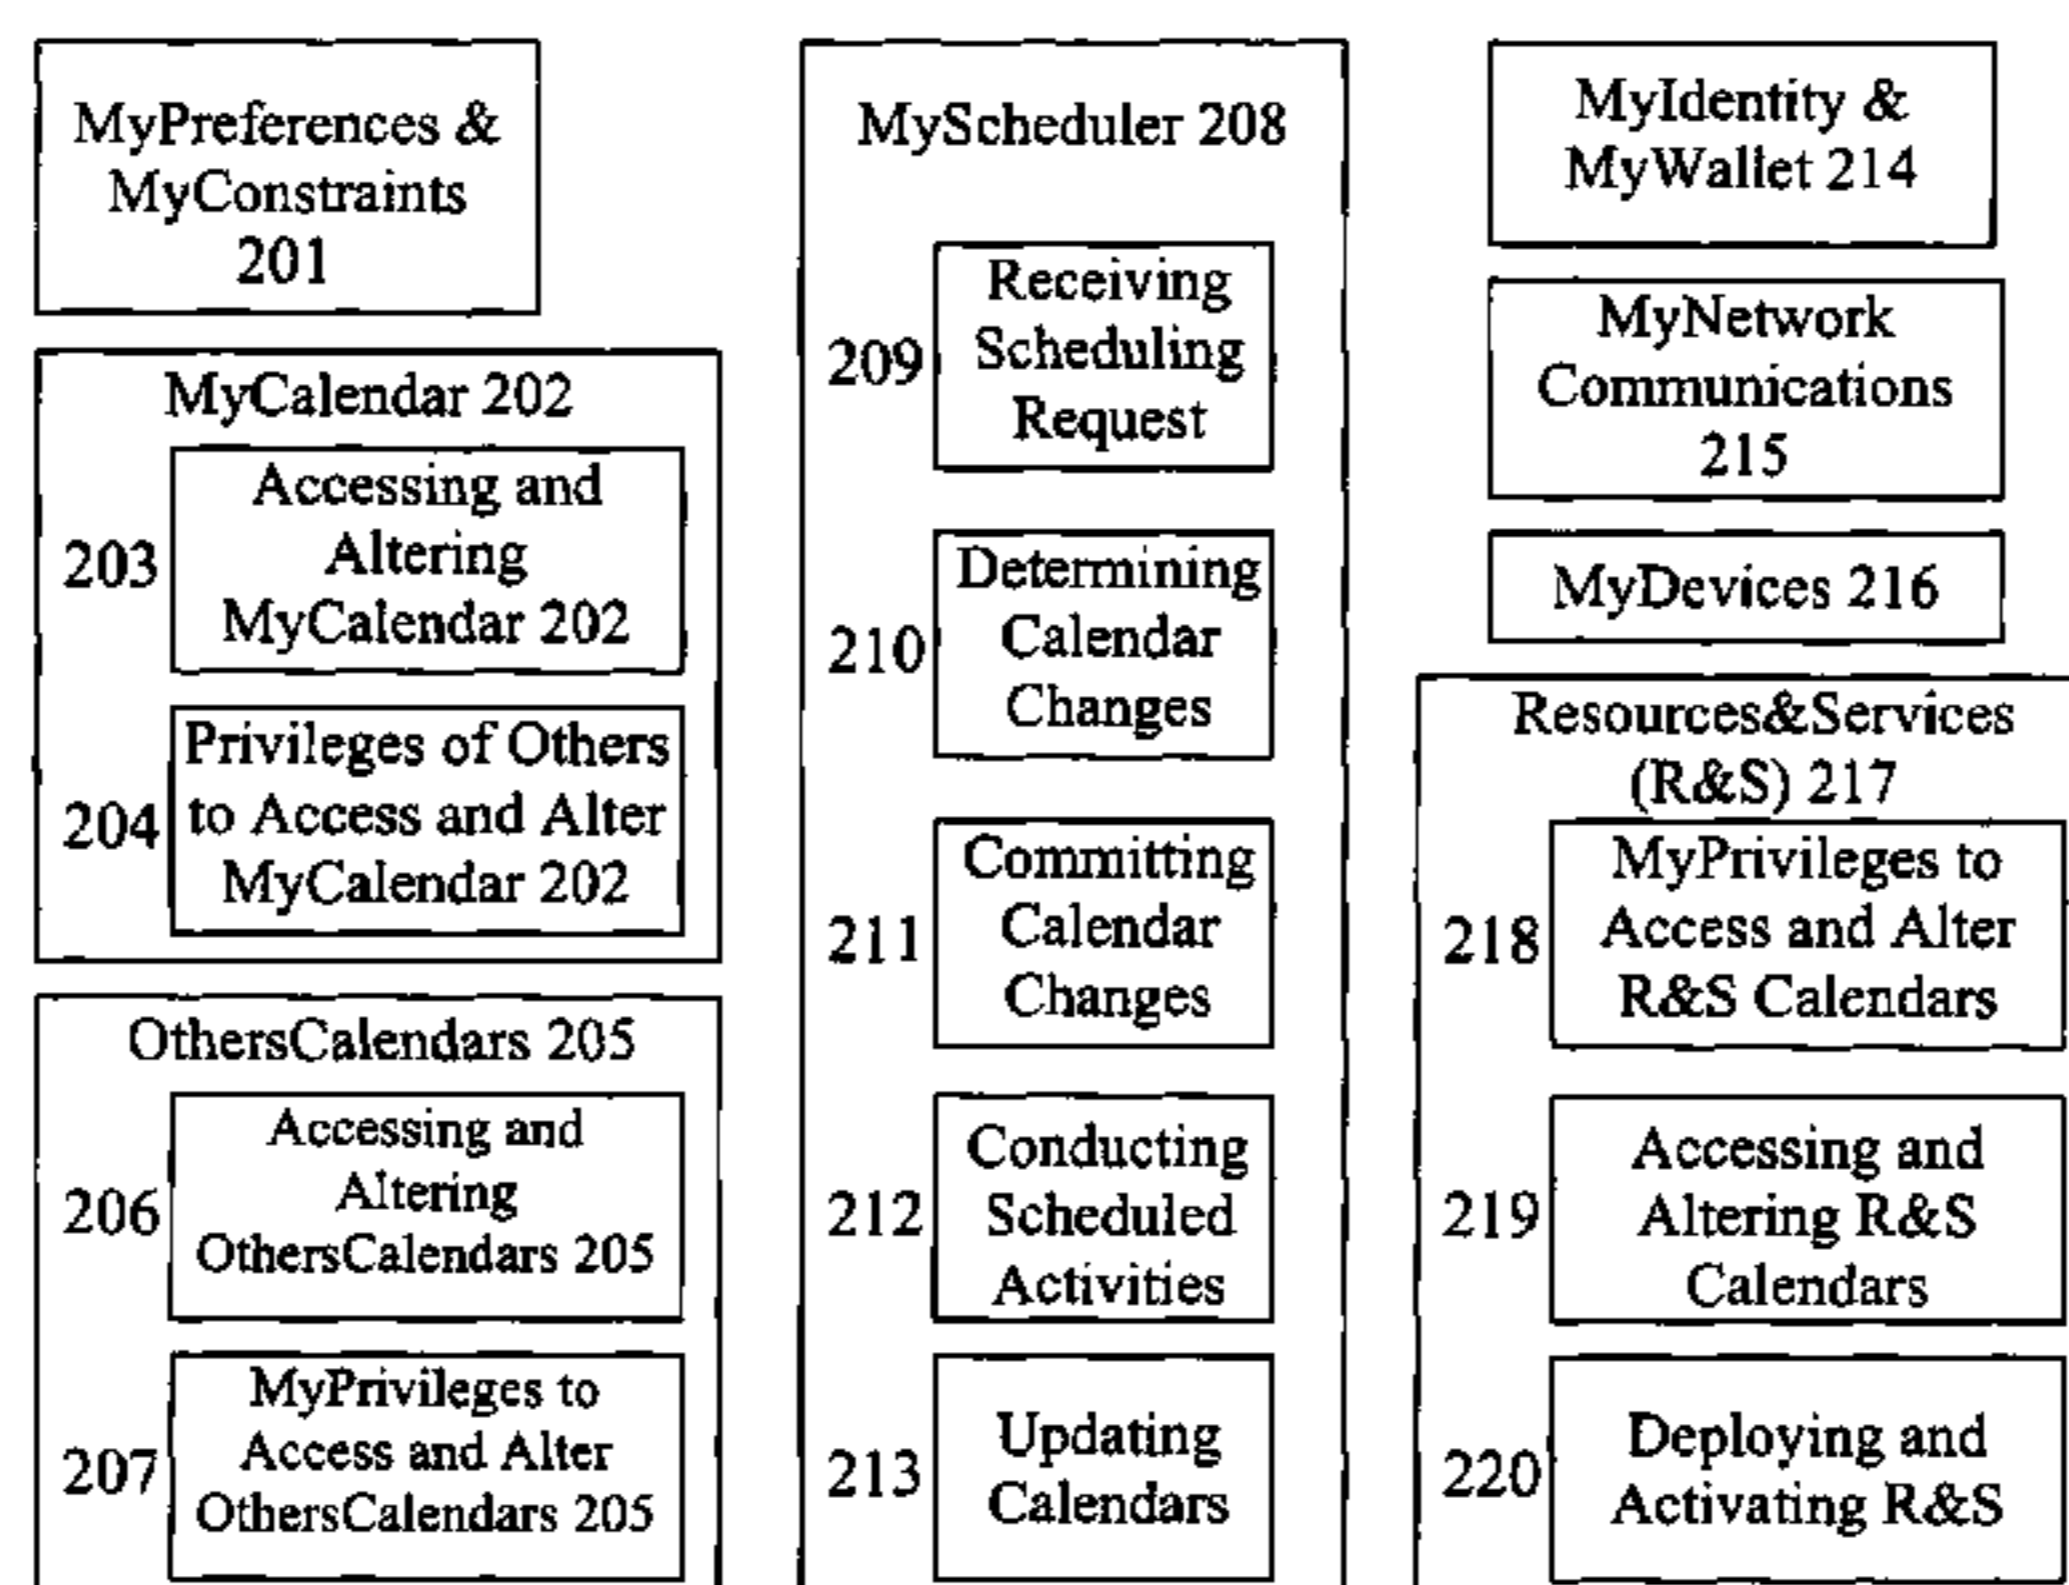 MyPreferences &
MyConstraints
201
MyCalendar 202
203
Accessing and
Altering
MyCalendar 202
204
Privileges of Others
to Access and Alter
MyCalendar 202
OthersCalendars 205
206
Accessing and
Altering
OthersCalendars 205
207
MyPrivileges to
Access and Alter
OthersCalendars 205
MyScheduler 208
209
Receiving
Scheduling
Request
210
Determining
Calendar
Changes
211
Committing
Calendar
Changes
212
Conducting
Scheduled
Activities
213
Updating
Calendars
MyIdentity &
MyWallet 214
MyNetwork
Communications
215
MyDevices 216
Resources&Services
(R&S) 217
218
MyPrivileges to
Access and Alter
R&S Calendars
219
Accessing and
Altering R&S
Calendars
220
Deploying and
Activating R&S